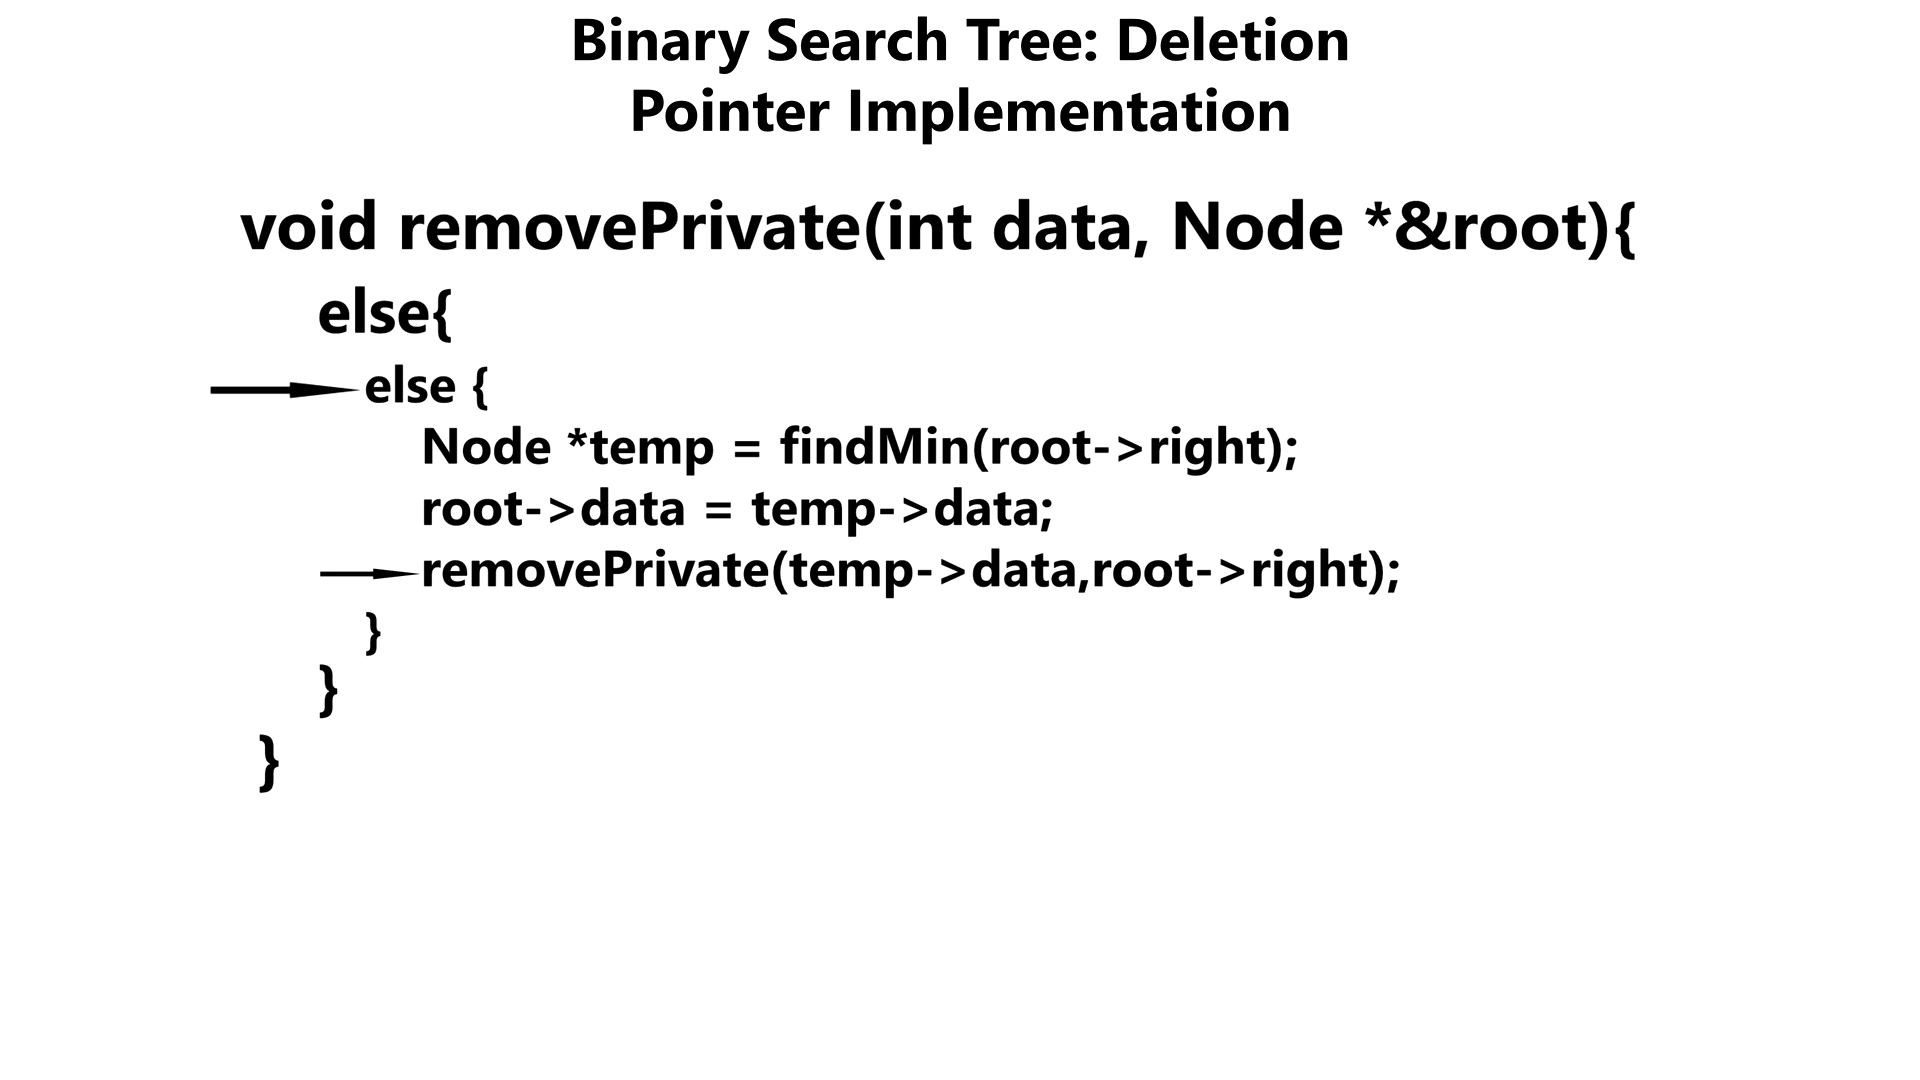 Binary Search Tree: Deletion
Pointer Implementation
void removePrivate(int data, Node *&root){
else{
else {
Node *temp = findMin(root->right);
root->data = temp->data;
removePrivate(temp->data,root->right);
}
}
}